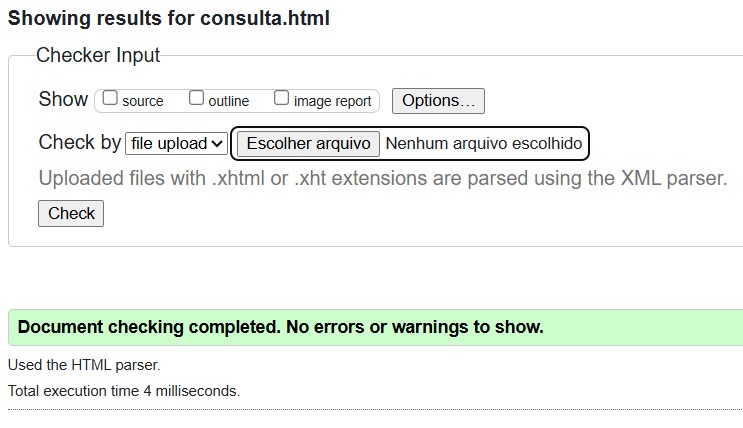 Showing results for consulta.html
Checker Input
Show source outline image report Options...
Check by file upload Escolher arquivo Nenhum arquivo escolhido
Uploaded files with .xhtml or .xht extensions are parsed using the XML parser.
Check
Document checking completed. No errors or warnings to show.
Used the HTML parser.
Total execution time 4 milliseconds.